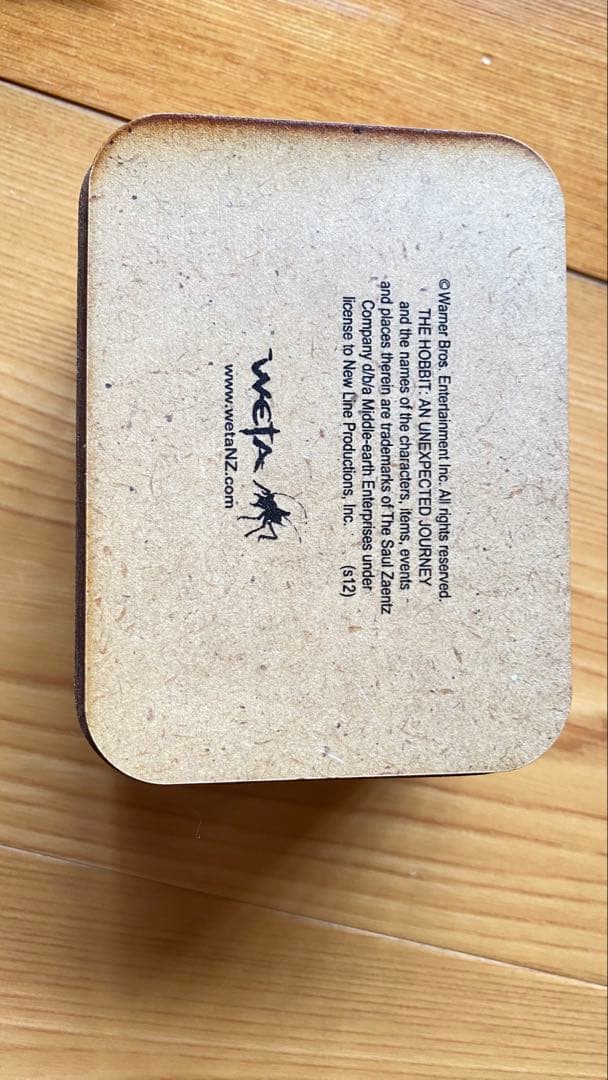 ©Warner Bros. Entertainment Inc. All rights reserved.
THE HOBBIT: AN UNEXPECTED JOURNEY
and the names of the characters, items, events
and places therein are trademarks of The Saul Zaentz
Company d/b/a Middle-earth Enterprises under
license to New Line Productions, Inc. (s12)
WETA
www.wetaNZ.com